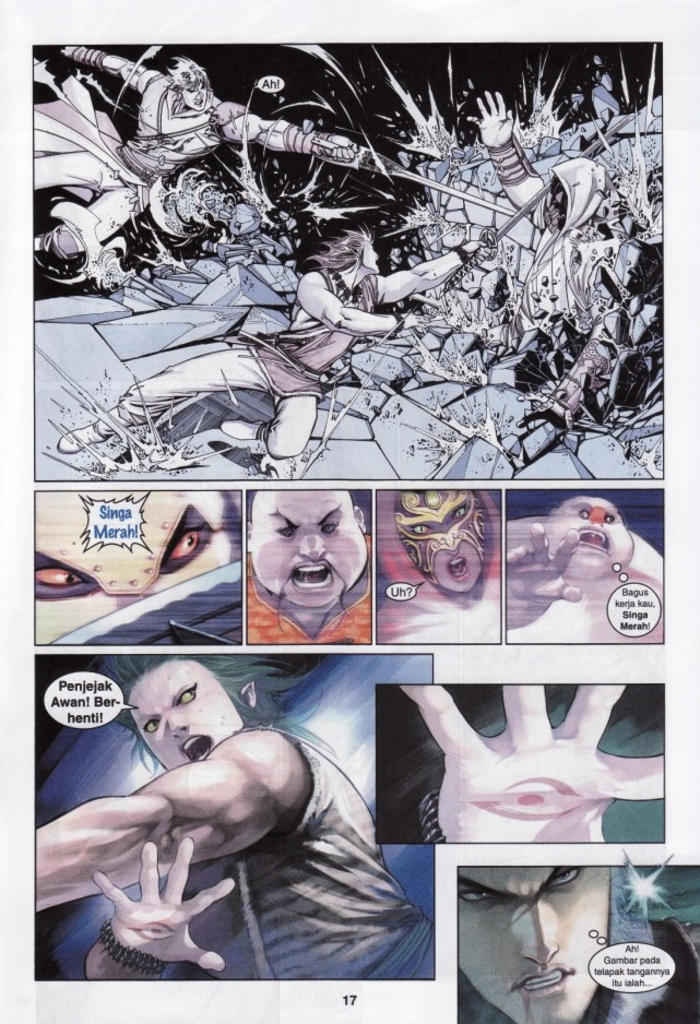 Ah!
Singa
Merah!
Uh?
Bagus
kerja kau,
Singa
Merah!
Penjejak
Awan! Ber-
henti!
Ah!
Gambar pada
telapak tangannya
itu ialah...
17